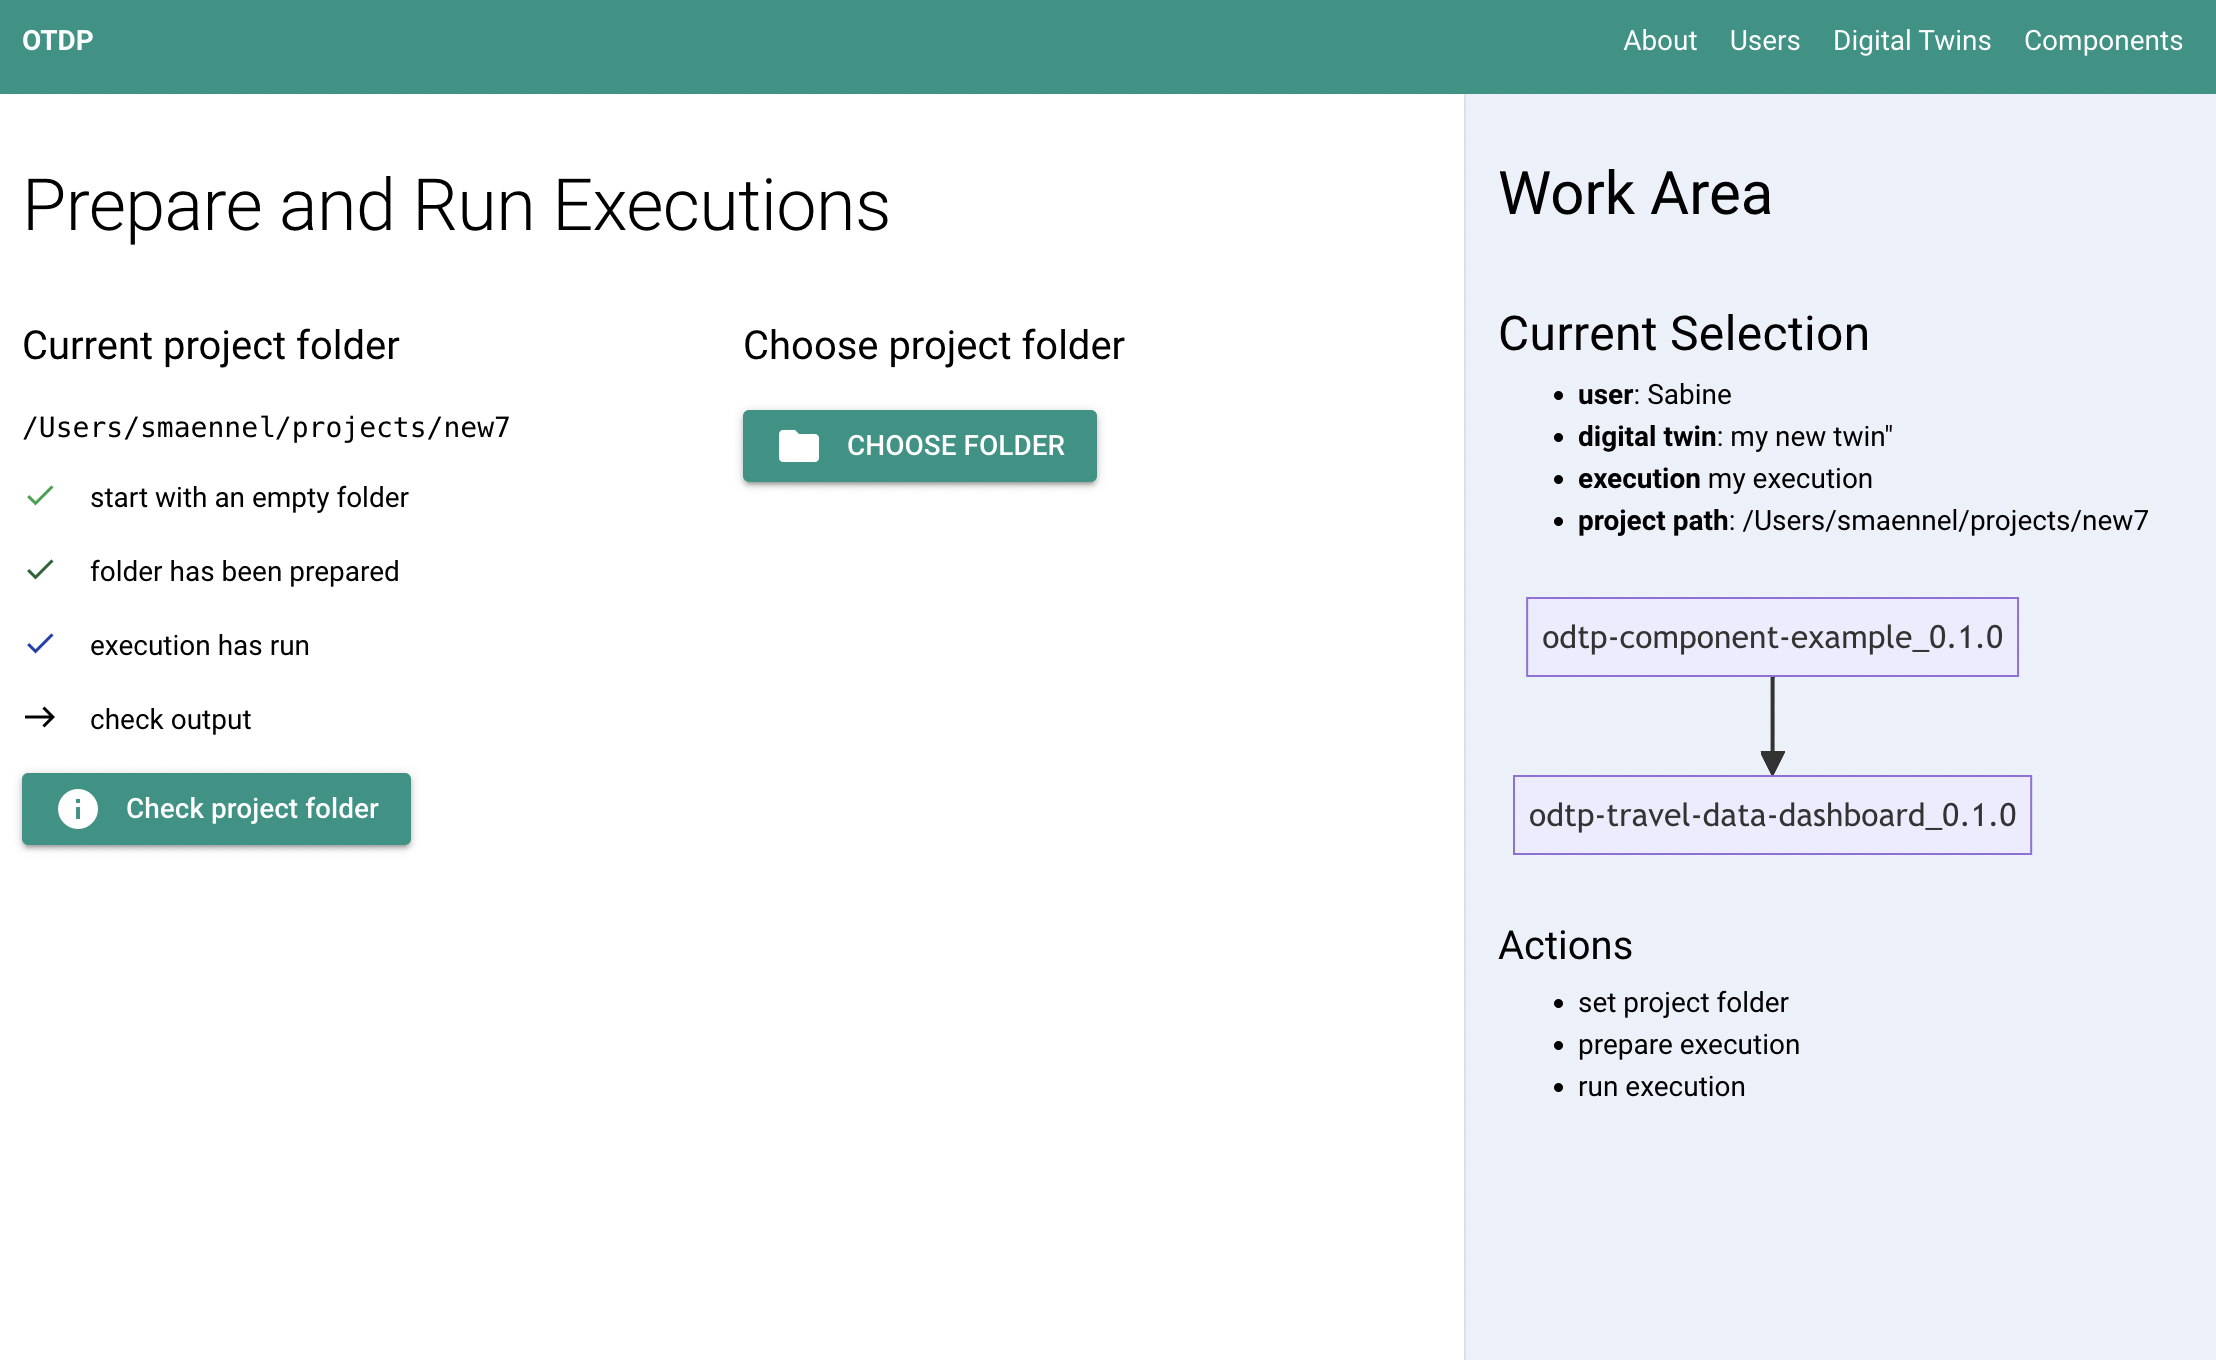 OTDP
About Users Digital Twins Components
Prepare and Run Executions
Current project folder
/Users/smaennel/projects/new7
start with an empty folder
folder has been prepared
execution has run
check output
Check project folder
Choose project folder
CHOOSE FOLDER
Work Area
Current Selection
user: Sabine
digital twin: my new twin"
execution my execution
project path: /Users/smaennel/projects/new7
odtp-component-example_0.1.0
odtp-travel-data-dashboard_0.1.0
Actions
set project folder
prepare execution
run execution